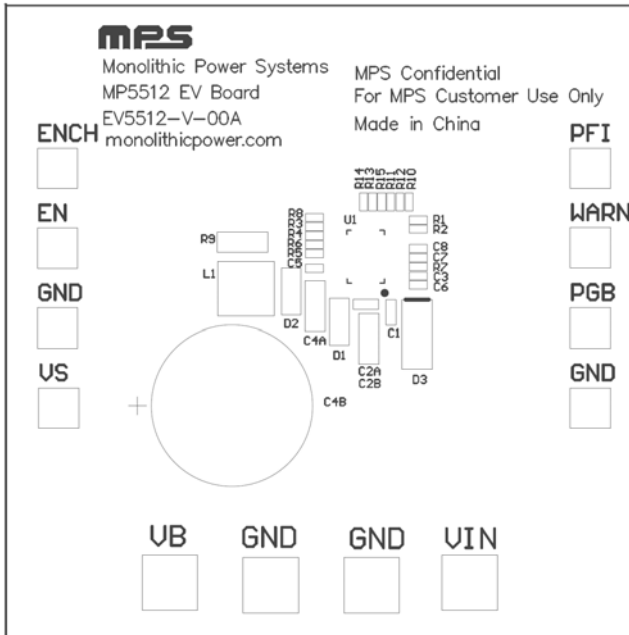 mps
Monolithic Power Systems
MP5512 EV Board
EV5512-V-00A
monolithicpower.com
MPS Confidential
For MPS Customer Use Only
Made in China
ENCH
EN
GND
VS
PFI
WARN
PGB
GND
R14
R13
R15
R11
R12
R10
U1
R8
R3
R4
R6
R5
C5
R9
L1
R1
R2
C8
C7
R7
C3
C6
D2
C4A
D1
C2A
C2B
C1
D3
C4B
+
VB
GND
GND
VIN